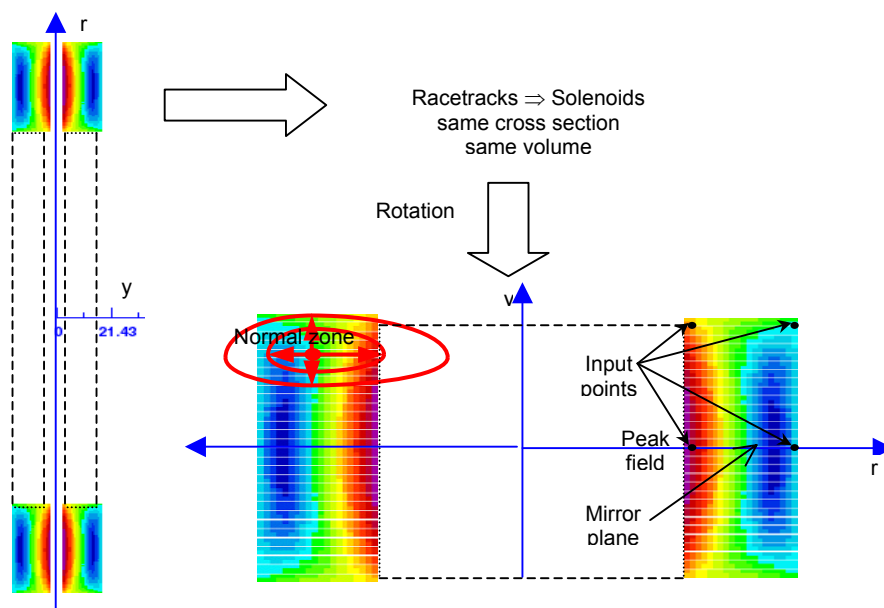 r
Racetracks ⇒ Solenoids
same cross section
same volume
Rotation
y
0 21.43
y
Normal zone
Input
points
Peak
field
r
Mirror
plane